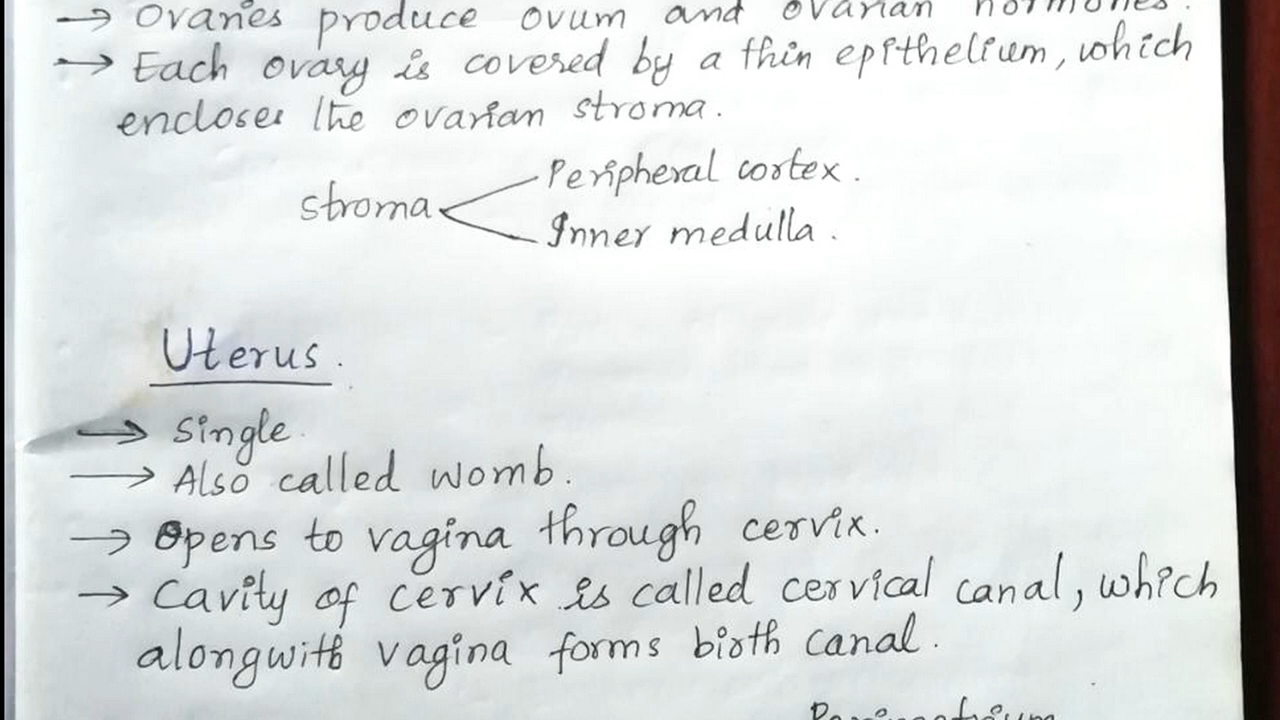 → Ovaries produce ovum and ovarian hormones.
→ Each ovary is covered by a thin epithelium, which
encloses the ovarian stroma.
stroma
Peripheral cortex.
Inner medulla.
Uterus.
→ Single.
→ Also called womb.
→ Opens to vagina through cervix.
→ Cavity of cervix is called cervical canal, which
alongwith vagina forms birth canal.